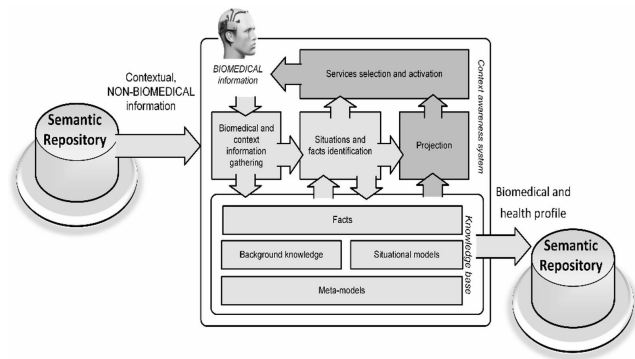 BIOMEDICAL
information
Services selection and activation
Context awareness system
Contextual,
NON-BIOMEDICAL
information
Semantic
Repository
Biomedical and
context
information
gathering
Situations and
facts identification
Projection
Biomedical and
health profile
Facts
Background knowledge
Situational models
Meta-models
Knowledge base
Semantic
Repository